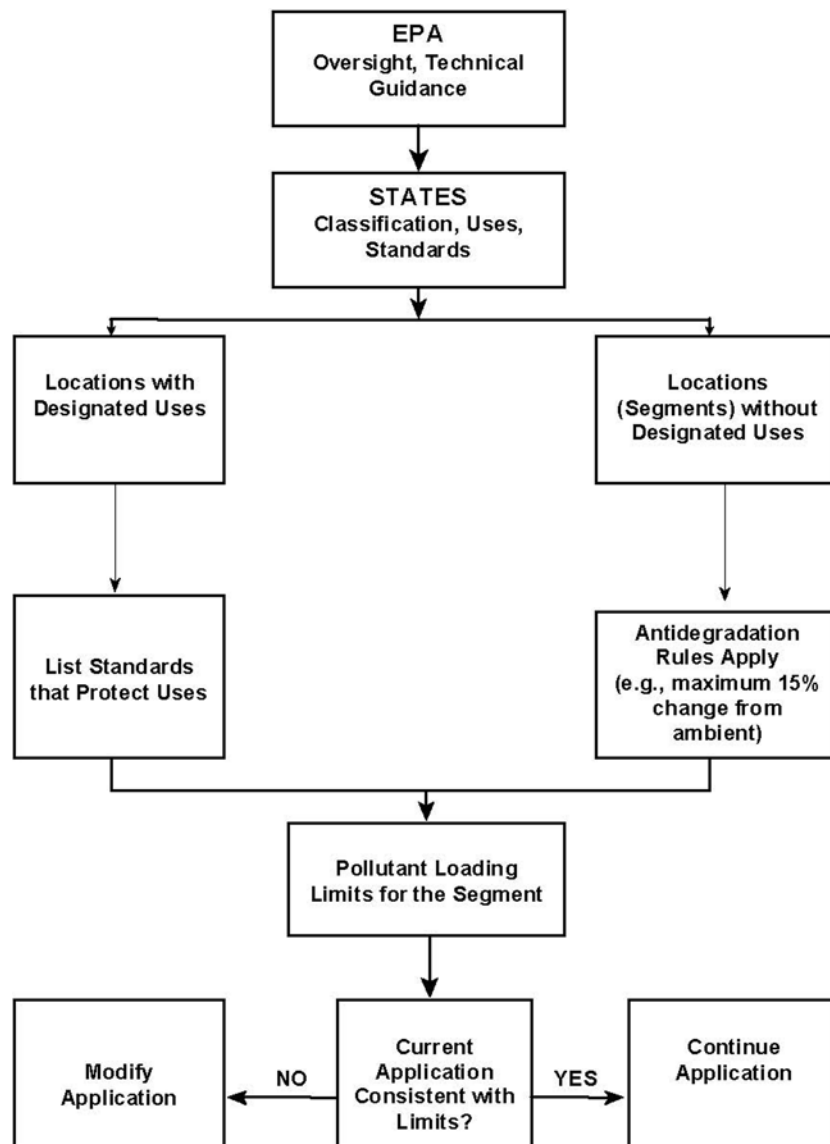 EPA
Oversight, Technical
Guidance
STATES
Classification, Uses,
Standards
Locations with
Designated Uses
Locations
(Segments) without
Designated Uses
List Standards
that Protect Uses
Antidegradation
Rules Apply
(e.g., maximum 15%
change from
ambient)
Pollutant Loading
Limits for the Segment
Modify
Application
NO
Current
Application
Consistent with
Limits?
YES
Continue
Application